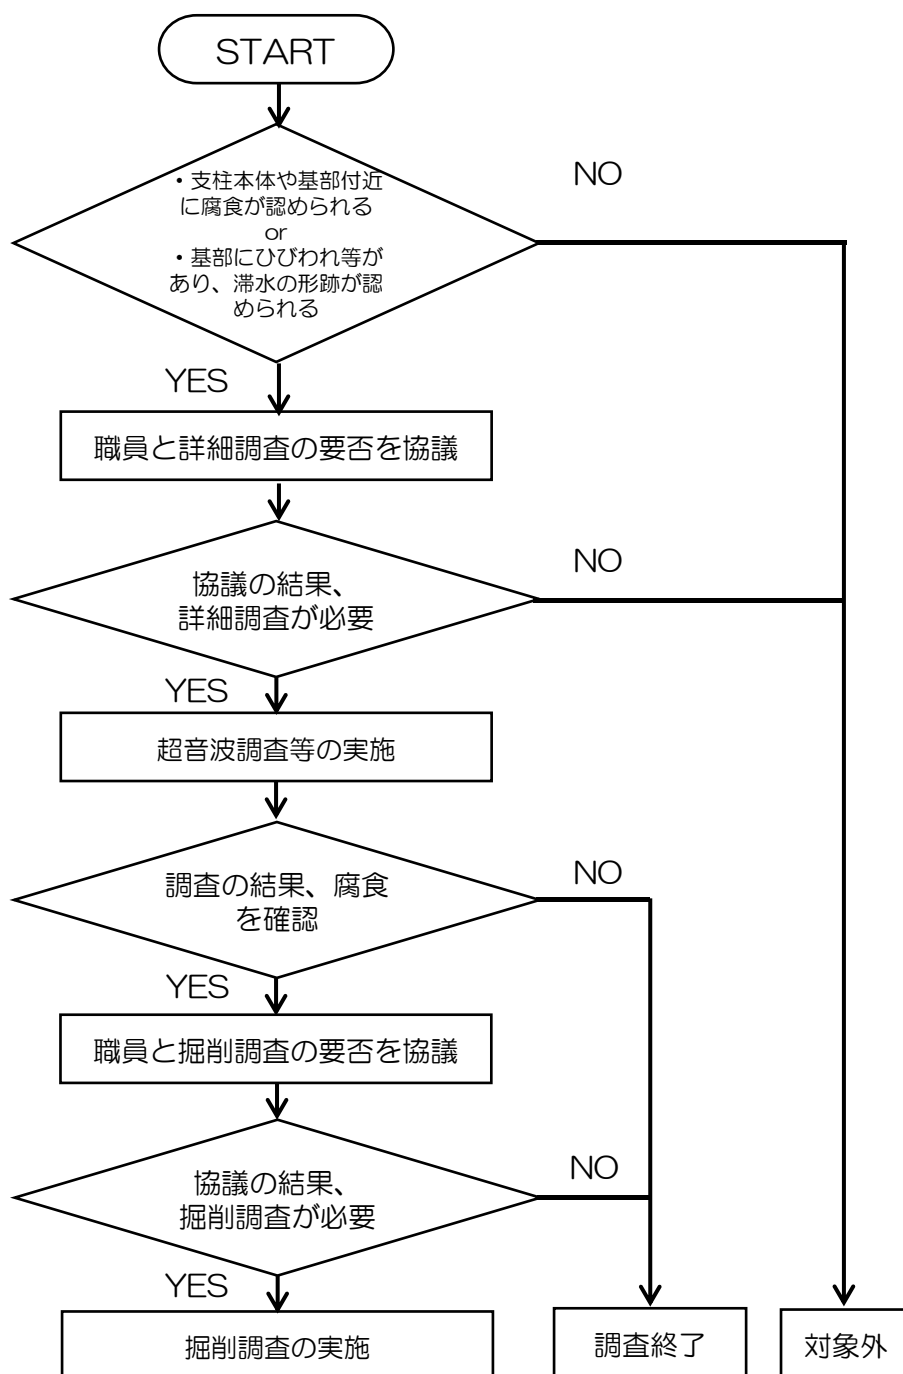 START
・支柱本体や基部付近
に腐食が認められる
or
・基部にひびわれ等が
あり、滞水の形跡が認
められる
NO
YES
職員と詳細調査の要否を協議
協議の結果、
詳細調査が必要
NO
YES
超音波調査等の実施
調査の結果、腐食
を確認
NO
YES
職員と掘削調査の要否を協議
協議の結果、
掘削調査が必要
NO
YES
掘削調査の実施
調査終了
対象外